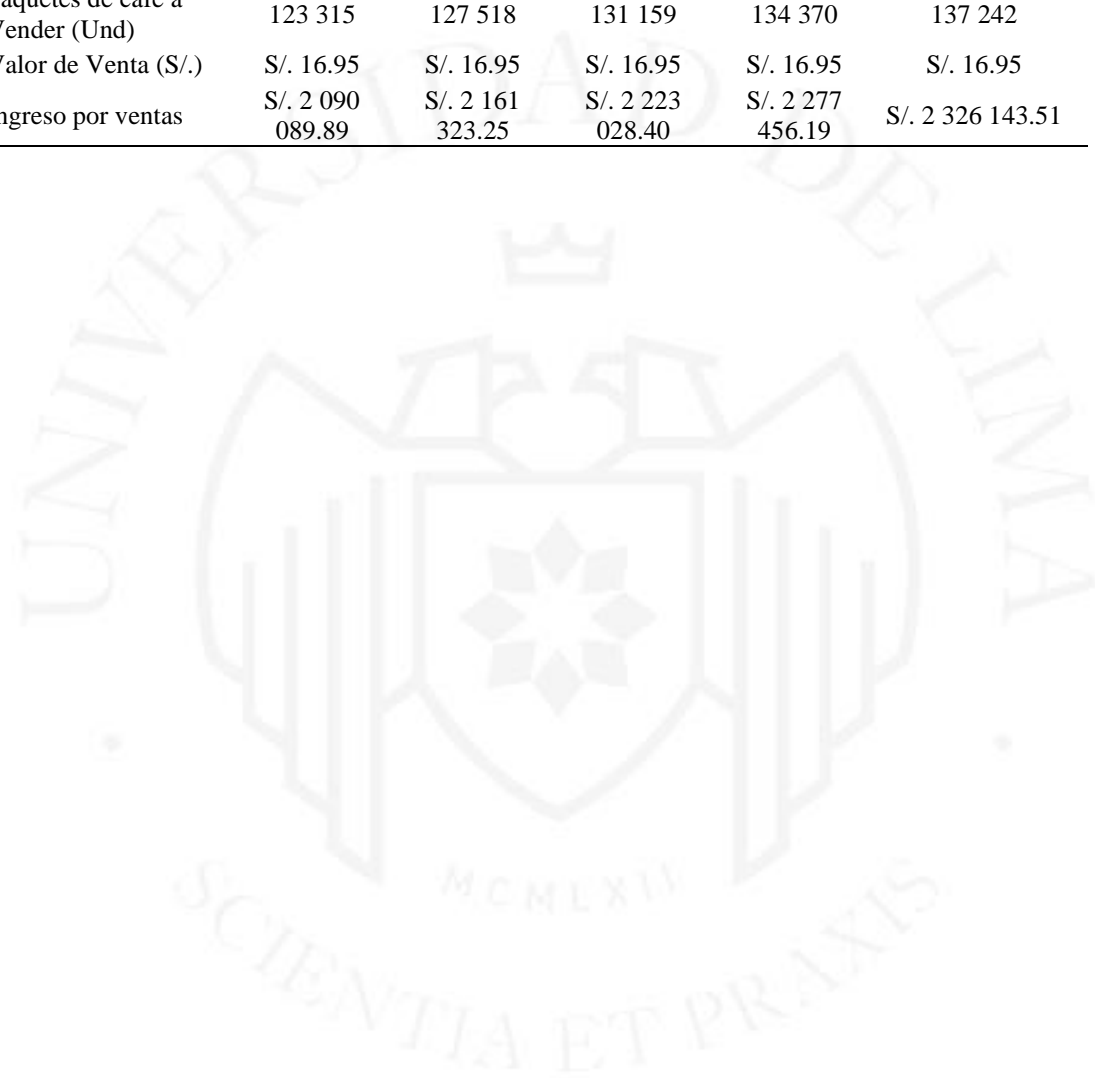 aquetes de café a
Vender (Und) 123 315 127 518 131 159 134 370 137 242
Valor de Venta (S/.) S/. 16.95 S/. 16.95 S/. 16.95 S/. 16.95 S/. 16.95
ngreso por ventas S/. 2 090 089.89 S/. 2 161 323.25 S/. 2 223 028.40 S/. 2 277 456.19 S/. 2 326 143.51
UNIVERSIDAD DE LIMA
MCMLXII
SCIENTIA ET PRAXIS